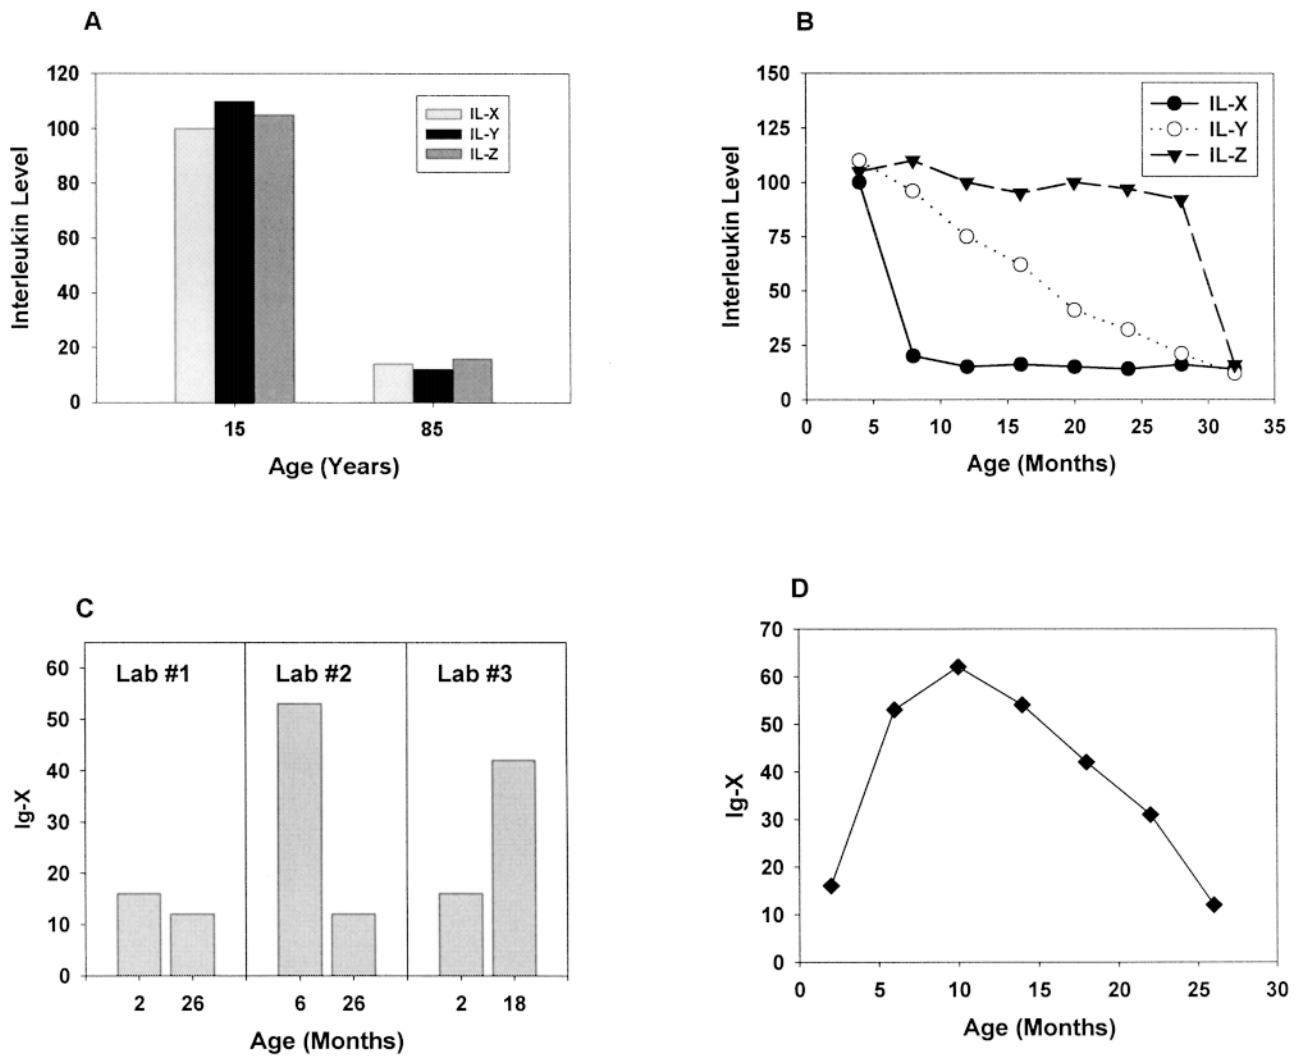 A
120
100
80
60
40
20
0
Interleukin Level
IL-X
IL-Y
IL-Z
15 85
Age (Years)
B
150
125
100
75
50
25
0
Interleukin Level
IL-X
IL-Y
IL-Z
0 5 10 15 20 25 30 35
Age (Months)
C
60
50
40
30
20
10
0
Ig-X
Lab #1 Lab #2 Lab #3
2 26 6 26 2 18
Age (Months)
D
70
60
50
40
30
20
10
0
Ig-X
0 5 10 15 20 25 30
Age (Months)